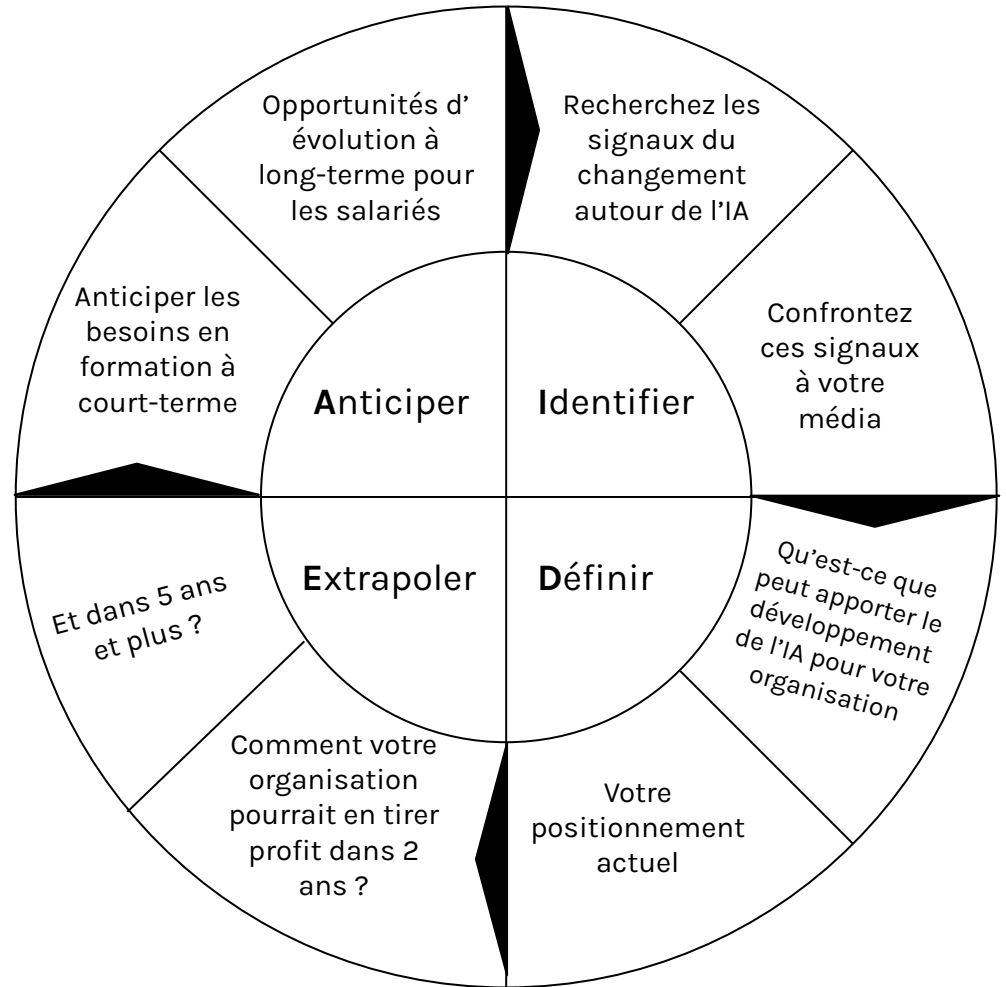 Opportunités d’
évolution à
long-terme pour
les salariés
Recherchez les
signaux du
changement
autour de l’IA
Anticiper les
besoins en
formation à
court-terme
Confrontez
ces signaux
à votre
média
Anticiper
Identifier
Extrapoler
Définir
Et dans 5 ans
et plus ?
Qu’est-ce que
peut apporter le
développement
de l’IA pour votre
organisation
Comment votre
organisation
pourrait en tirer
profit dans 2
ans ?
Votre
positionnement
actuel